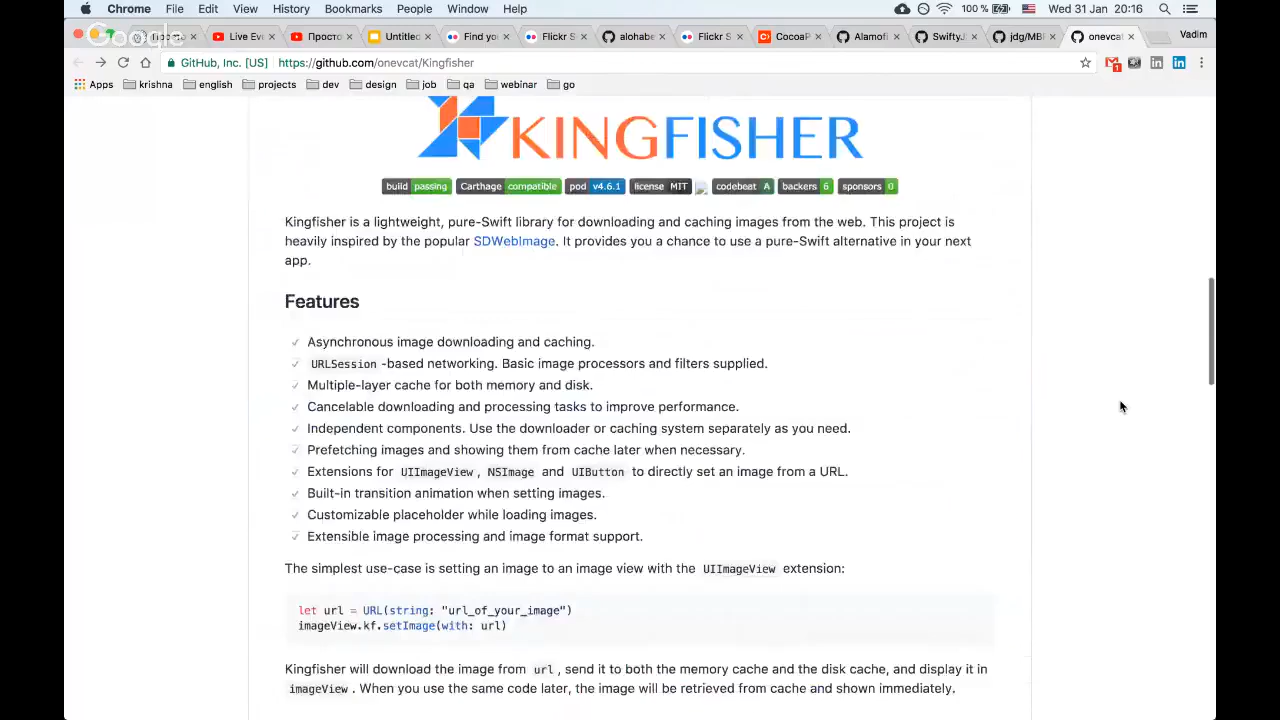 Chrome File Edit View History Bookmarks People Window Help 100 % Wed 31 Jan 20:16
Google
Live Eve Просто Untitled Find you Flickr S alohabe Flickr S CocoaP Alamofi SwiftyJ jdg/MBP onevcat Vadim
GitHub, Inc. [US] https://github.com/onevcat/Kingfisher 1
Apps krishna english projects dev design job qa webinar go
KINGFISHER
build passing Carthage compatible pod v4.6.1 license MIT codebeat A backers 6 sponsors 0
Kingfisher is a lightweight, pure-Swift library for downloading and caching images from the web. This project is
heavily inspired by the popular SDWebImage. It provides you a chance to use a pure-Swift alternative in your next
app.
Features
Asynchronous image downloading and caching.
URLSession -based networking. Basic image processors and filters supplied.
Multiple-layer cache for both memory and disk.
Cancelable downloading and processing tasks to improve performance.
Independent components. Use the downloader or caching system separately as you need.
Prefetching images and showing them from cache later when necessary.
Extensions for UIImageView , NSImage and UIButton to directly set an image from a URL.
Built-in transition animation when setting images.
Customizable placeholder while loading images.
Extensible image processing and image format support.
The simplest use-case is setting an image to an image view with the UIImageView extension:
let url = URL(string: "url_of_your_image")
imageView.kf.setImage(with: url)
Kingfisher will download the image from url , send it to both the memory cache and the disk cache, and display it in
imageView . When you use the same code later, the image will be retrieved from cache and shown immediately.